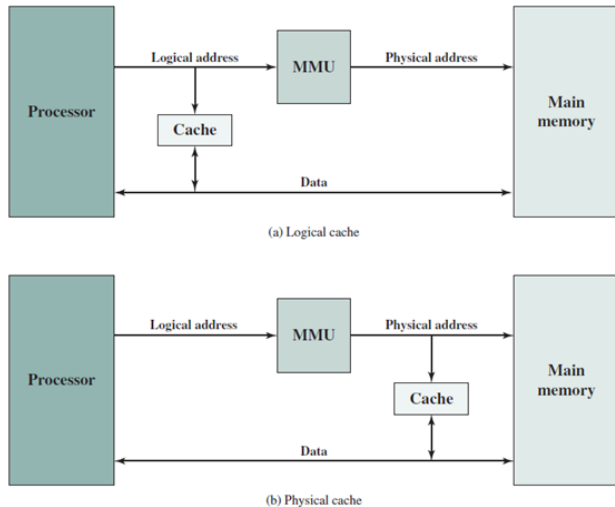 Logical address
MMU
Physical address
Processor
Main
memory
Cache
Data
(a) Logical cache
Logical address
MMU
Physical address
Processor
Main
memory
Cache
Data
(b) Physical cache